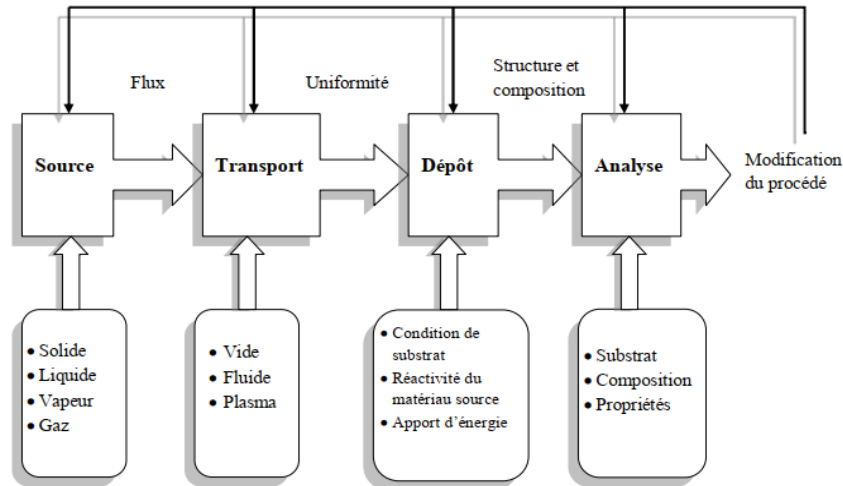 Flux
Uniformité
Structure et
composition
Source
Transport
Dépôt
Analyse
Modification
du procédé
• Solide
• Liquide
• Vapeur
• Gaz
• Vide
• Fluide
• Plasma
• Condition de
substrat
• Réactivité du
matériau source
• Apport d'énergie
• Substrat
• Composition
• Propriétés